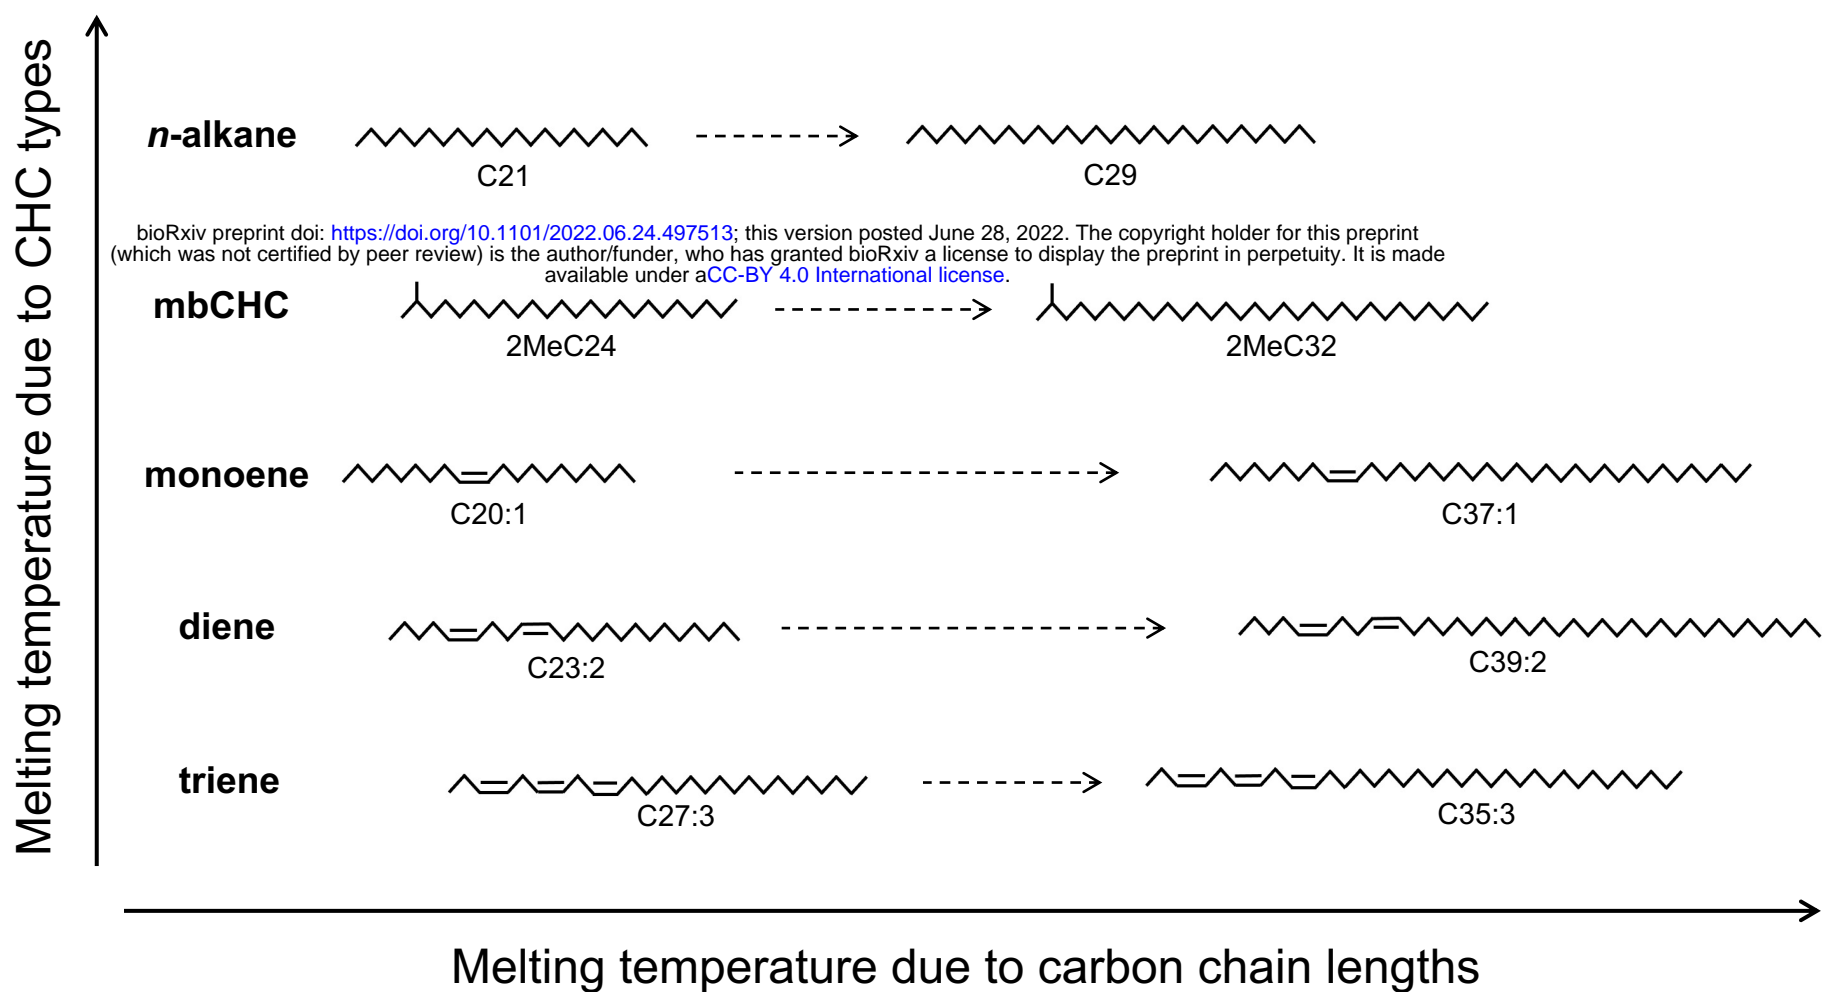 Melting temperature due to CHC types
n-alkane
C21
C29
bioRxiv preprint doi: https://doi.org/10.1101/2022.06.24.497513; this version posted June 28, 2022. The copyright holder for this preprint
(which was not certified by peer review) is the author/funder, who has granted bioRxiv a license to display the preprint in perpetuity. It is made
available under aCC-BY 4.0 International license.
mbCHC
2MeC24
2MeC32
monoene
C20:1
C37:1
diene
C23:2
C39:2
triene
C27:3
C35:3
Melting temperature due to carbon chain lengths